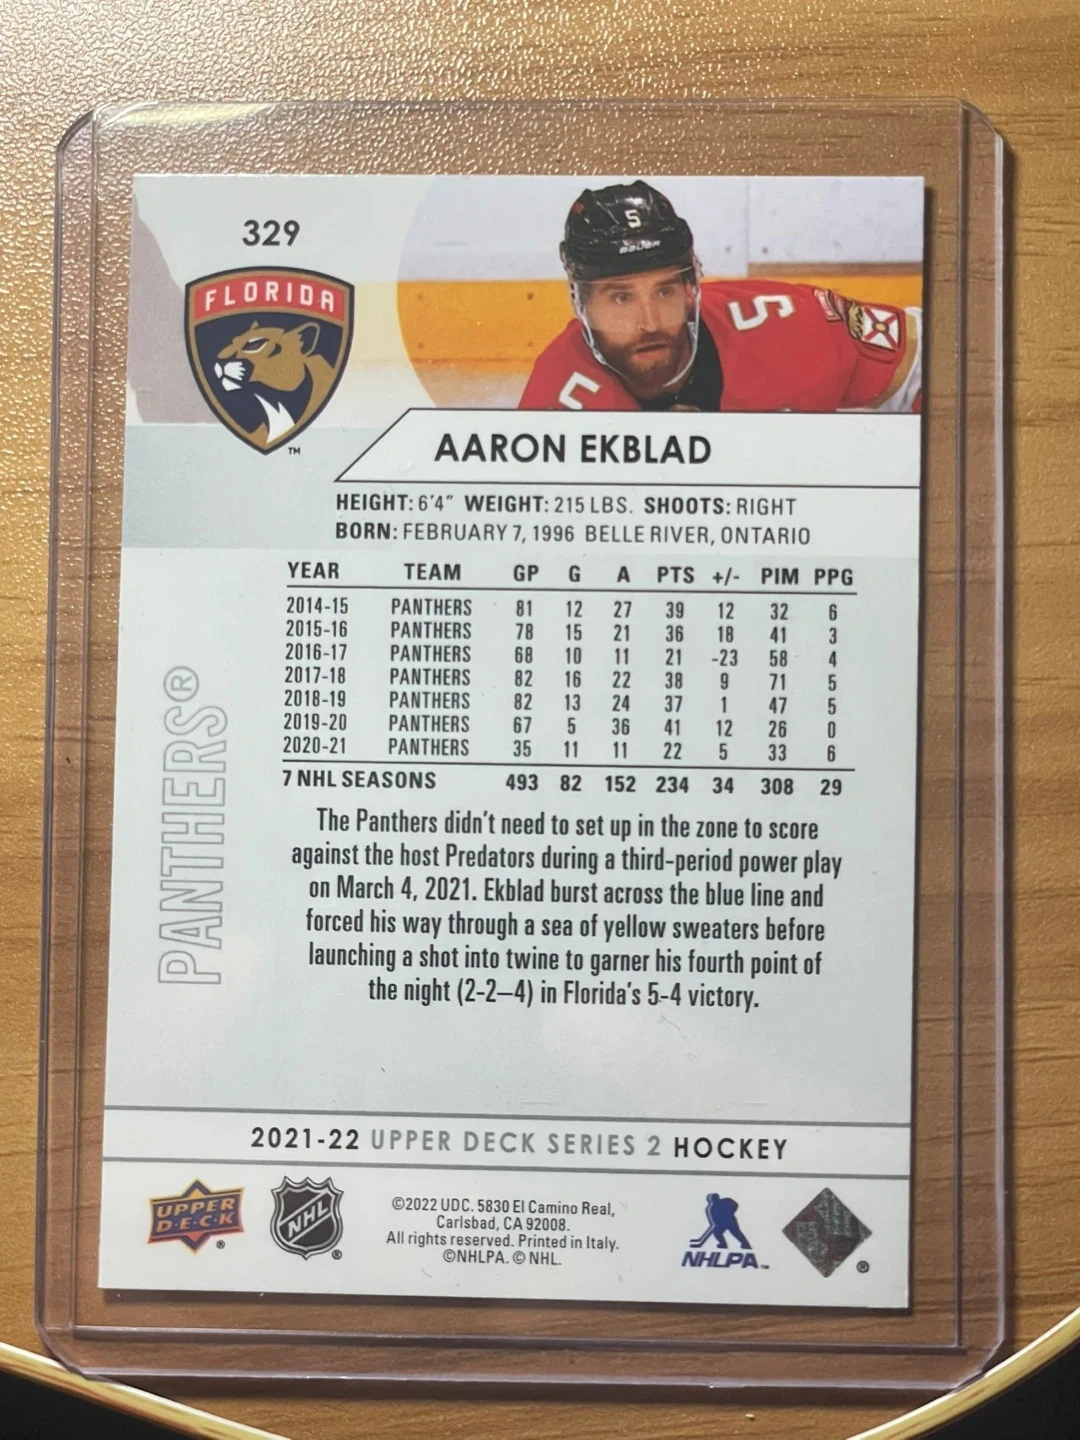 329
5
BAUER
5
5
FLORIDA
TM
AARON EKBLAD
HEIGHT: 6'4" WEIGHT: 215 LBS. SHOOTS: RIGHT
BORN: FEBRUARY 7, 1996 BELLE RIVER, ONTARIO
YEAR TEAM GP G A PTS +/- PIM PPG
2014-15 PANTHERS 81 12 27 39 12 32 6
2015-16 PANTHERS 78 15 21 36 18 41 3
2016-17 PANTHERS 68 10 11 21 -23 58 4
2017-18 PANTHERS 82 16 22 38 9 71 5
2018-19 PANTHERS 82 13 24 37 1 47 5
2019-20 PANTHERS 67 5 36 41 12 26 0
2020-21 PANTHERS 35 11 11 22 5 33 6
7 NHL SEASONS 493 82 152 234 34 308 29
PANTHERS®
The Panthers didn't need to set up in the zone to score
against the host Predators during a third-period power play
on March 4, 2021. Ekblad burst across the blue line and
forced his way through a sea of yellow sweaters before
launching a shot into twine to garner his fourth point of
the night (2-2–4) in Florida's 5-4 victory.
2021-22 UPPER DECK SERIES 2 HOCKEY
UPPER
D·E·C·K
®
NHL
®
©2022 UDC. 5830 El Camino Real,
Carlsbad, CA 92008.
All rights reserved. Printed in Italy.
©NHLPA. © NHL.
NHLPA™
®